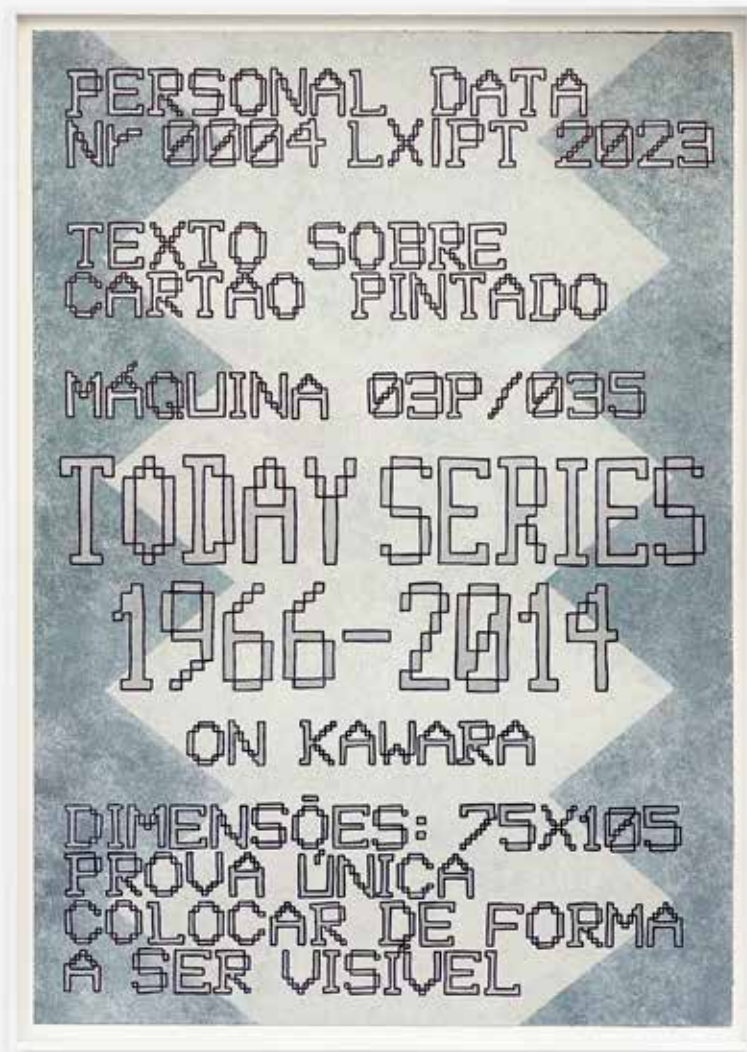 PERSONAL DATA
Nr 0004 LX|PT 2023
TEXTO SOBRE
CARTÃO PINTADO
MÁQUINA 03P/035
TODAY SERIES
1966-2014
ON KAWARA
DIMENSÕES: 75X105
PROVA ÚNICA
COLOCAR DE FORMA
A SER VISÍVEL